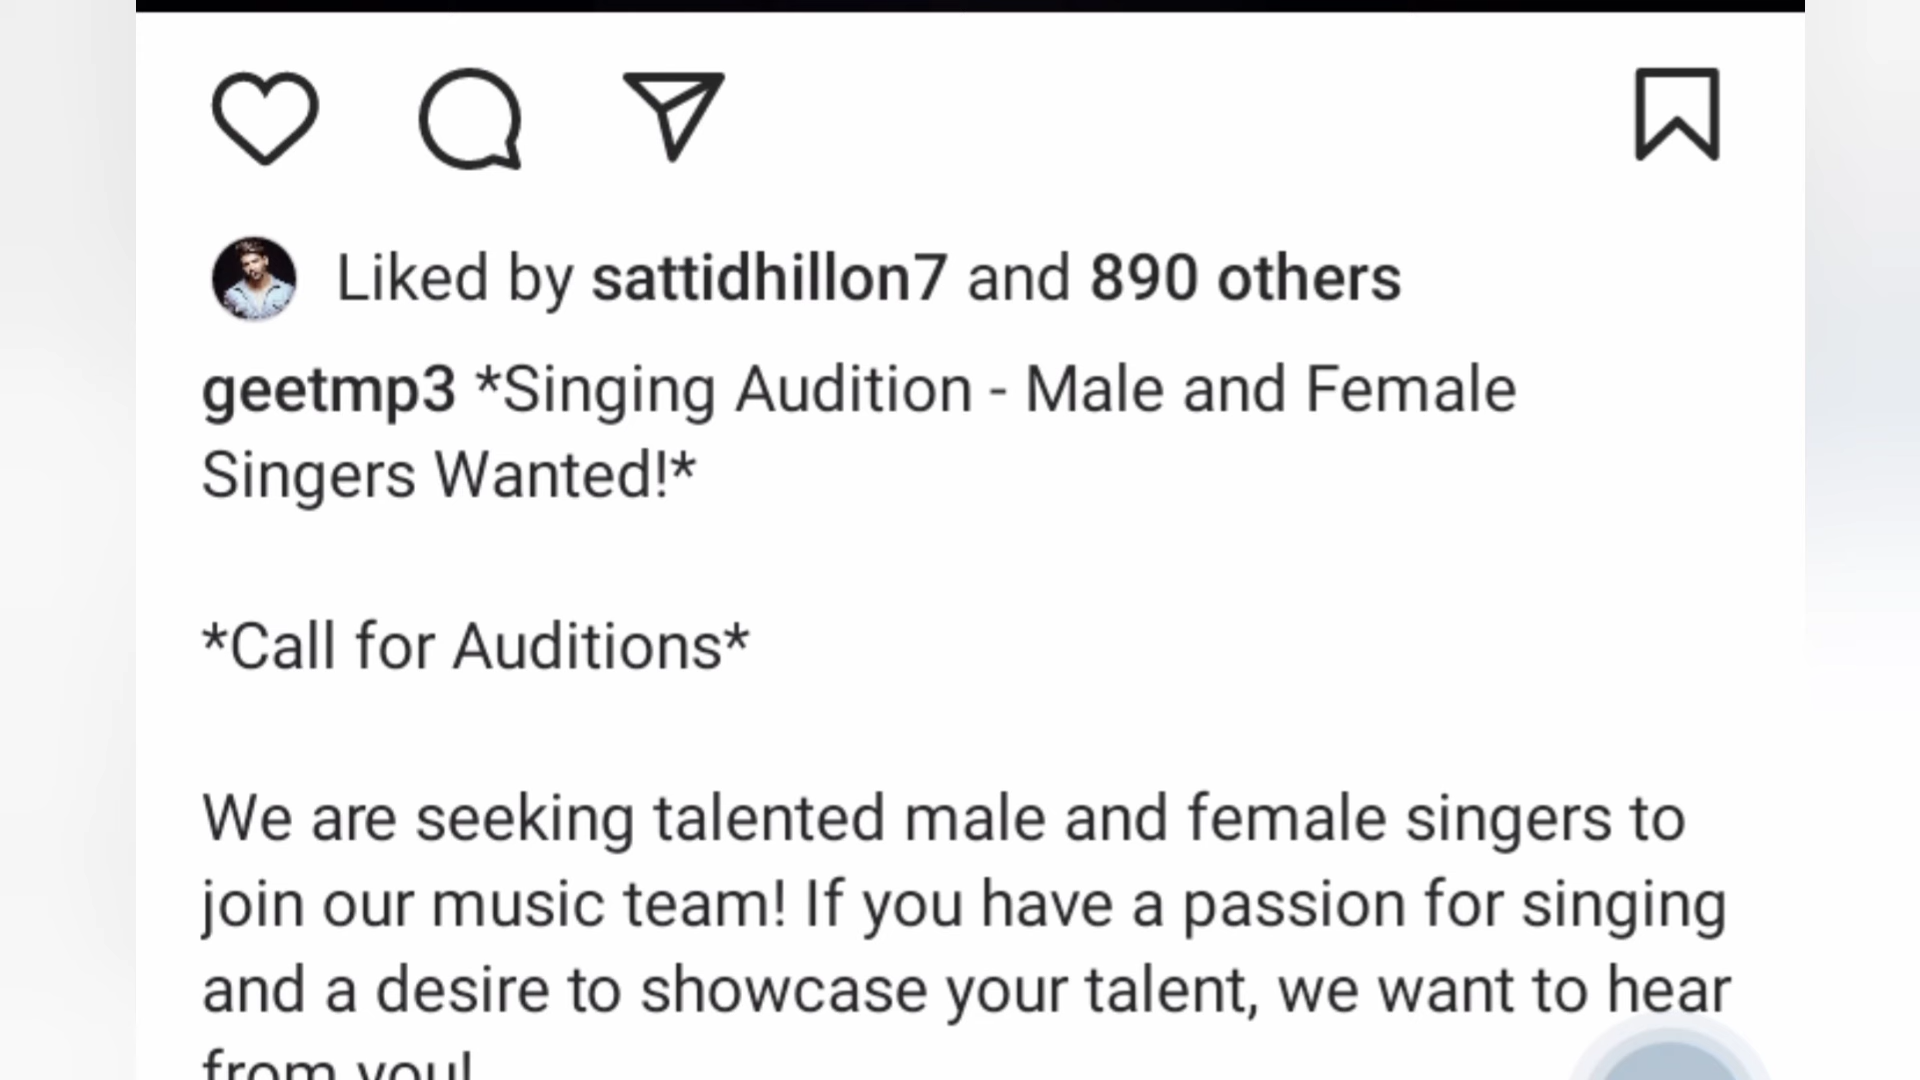 Liked by sattidhillon7 and 890 others
geetmp3 *Singing Audition - Male and Female
Singers Wanted!*
*Call for Auditions*
We are seeking talented male and female singers to
join our music team! If you have a passion for singing
and a desire to showcase your talent, we want to hear
from you!